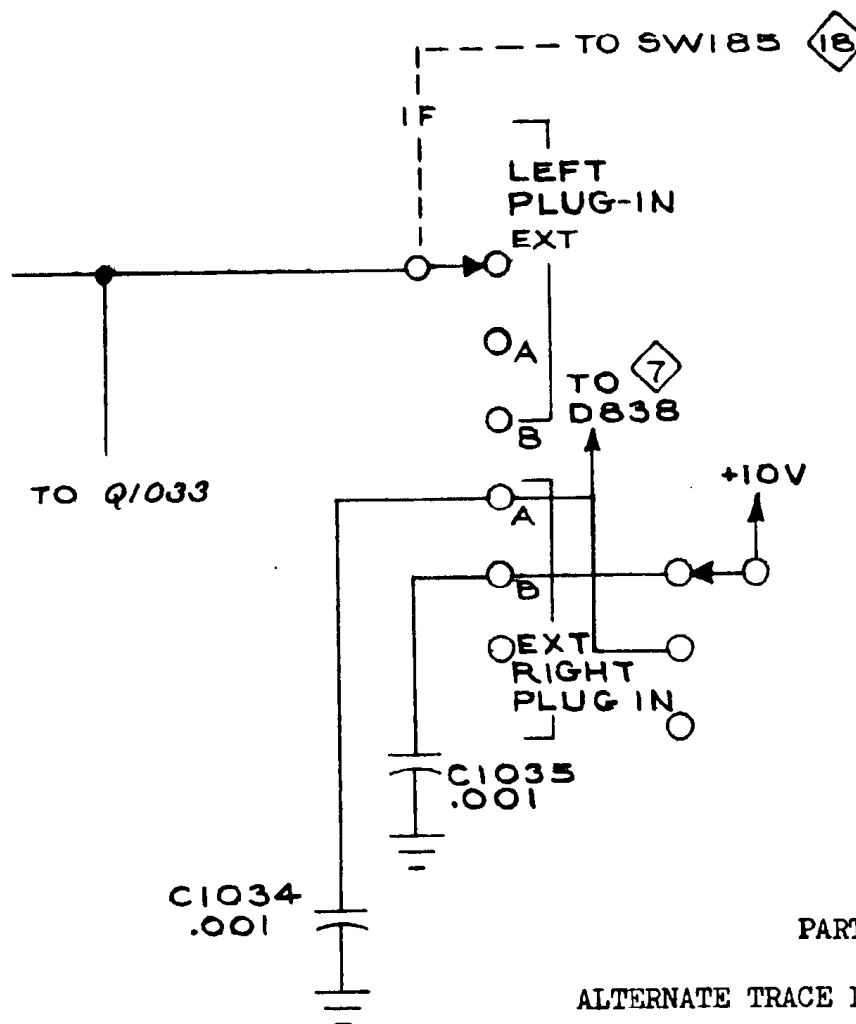 TO SW185 18
1F
LEFT
PLUG-IN
EXT
A
TO 7
D838
B
TO Q1033
+10V
A
B
EXT
RIGHT
PLUG IN
C1035
.001
C1034
.001
PART
ALTERNATE TRACE